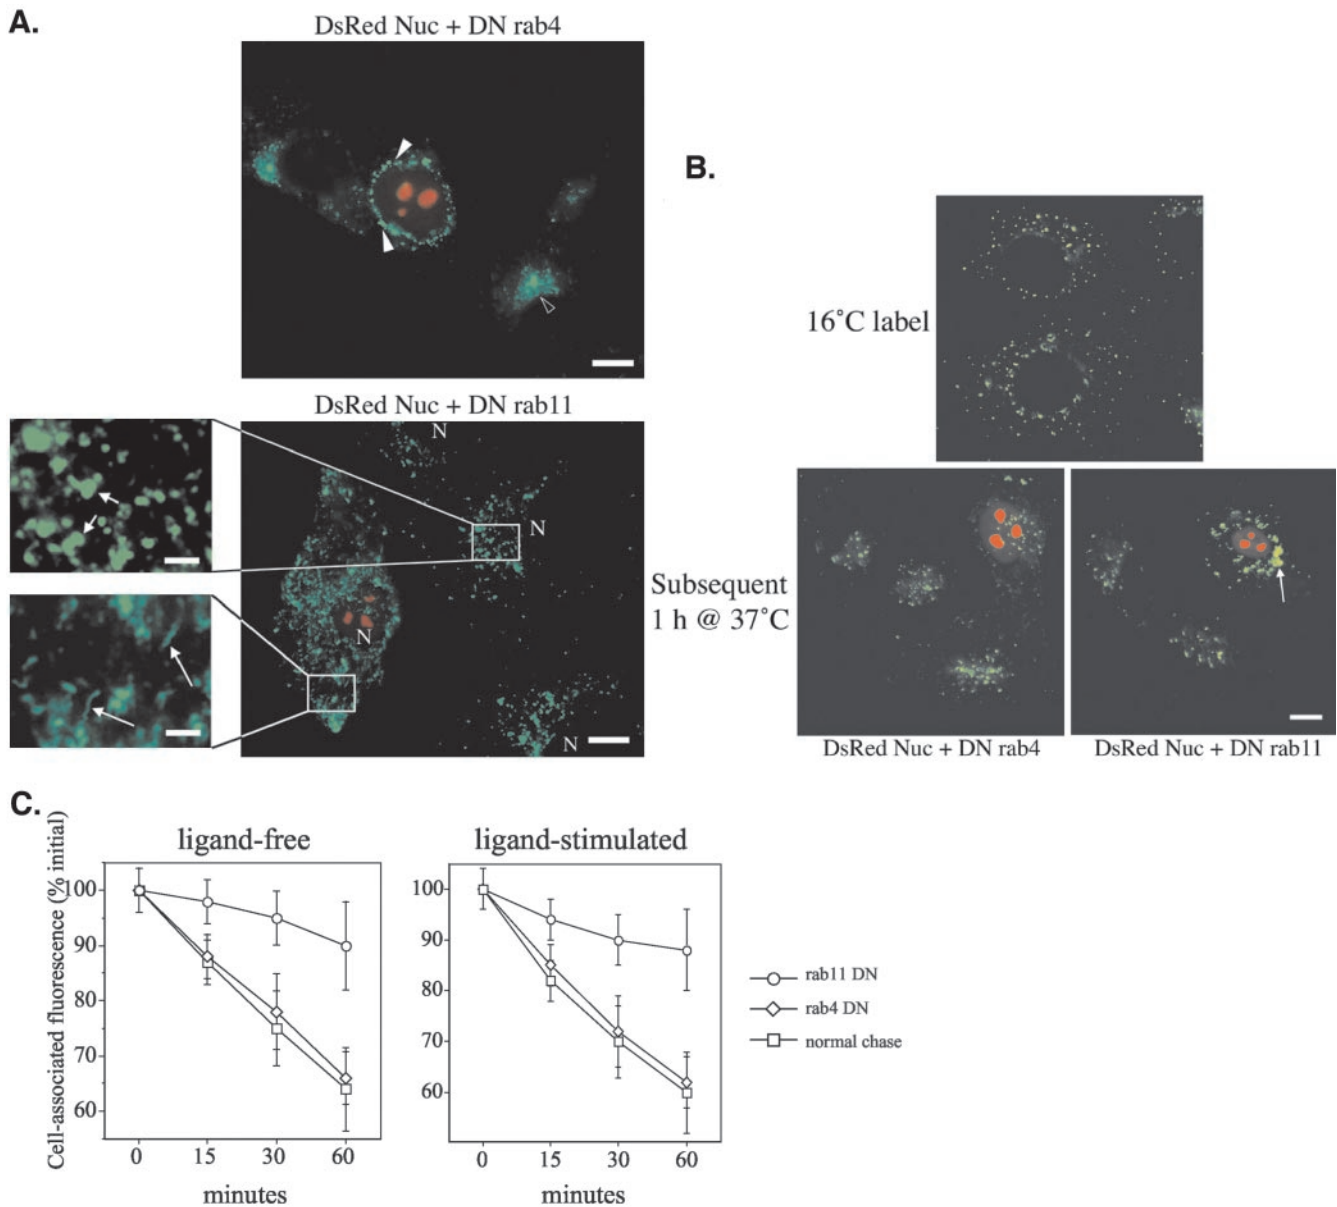 A.
DsRed Nuc + DN rab4
B.
16°C label
DsRed Nuc + DN rab11
N
N
N
N
Subsequent
1 h @ 37°C
DsRed Nuc + DN rab4
DsRed Nuc + DN rab11
C.
Cell-associated fluorescence (% initial)
ligand-free
100
90
80
70
60
0
15
30
60
minutes
ligand-stimulated
100
90
80
70
60
0
15
30
60
minutes
rab11 DN
rab4 DN
normal chase